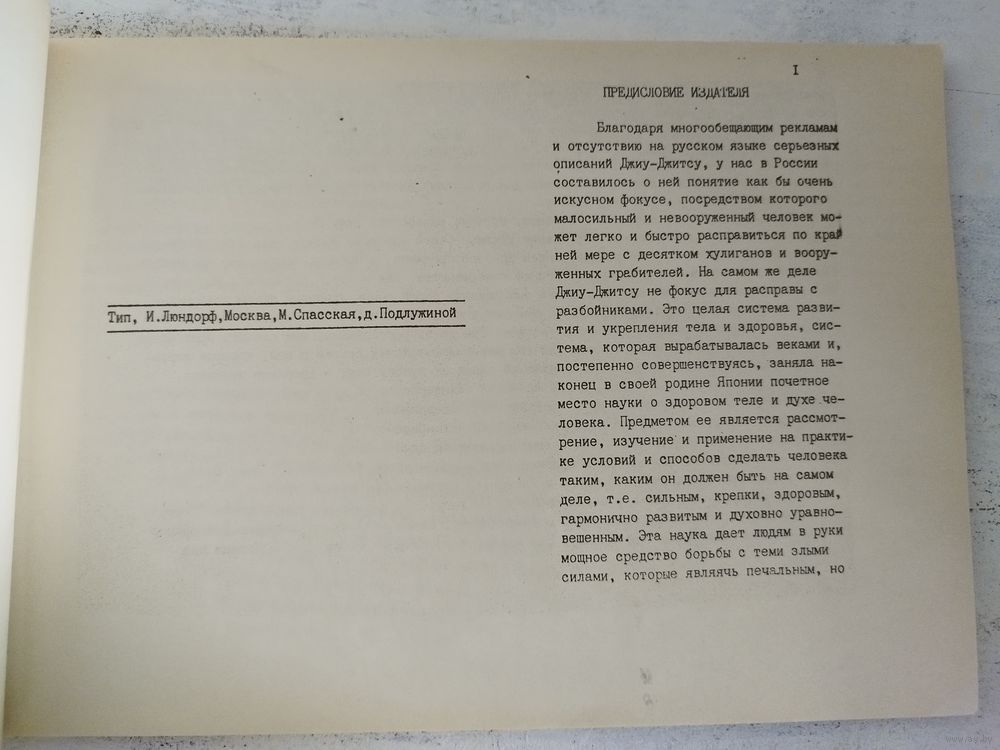 Тип, И.Люндорф,Москва,М.Спасская,д.Подлужиной
I
ПРЕДИСЛОВИЕ ИЗДАТЕЛЯ
Благодаря многообещающим рекламам
и отсутствию на русском языке серьезных
описаний Джиу-Джитсу, у нас в России
составилось о ней понятие как бы очень
искусном фокусе, посредством которого
малосильный и невооруженный человек мо-
жет легко и быстро расправиться по край
ней мере с десятком хулиганов и воору-
женных грабителей. На самом же деле
Джиу-Джитсу не фокус для расправы с
разбойниками. Это целая система разви-
тия и укрепления тела и здоровья, сис-
тема, которая вырабатывалась веками и,
постепенно совершенствуясь, заняла на-
конец в своей родине Японии почетное
место науки о здоровом теле и духе че-
ловека. Предметом ее является рассмот-
рение, изучение и применение на практи-
ке условий и способов сделать человека
таким, каким он должен быть на самом
деле, т.е. сильным, крепки, здоровым,
гармонично развитым и духовно уравно-
вешенным. Эта наука дает людям в руки
мощное средство борьбы с теми злыми
силами, которые являячь печальным, но